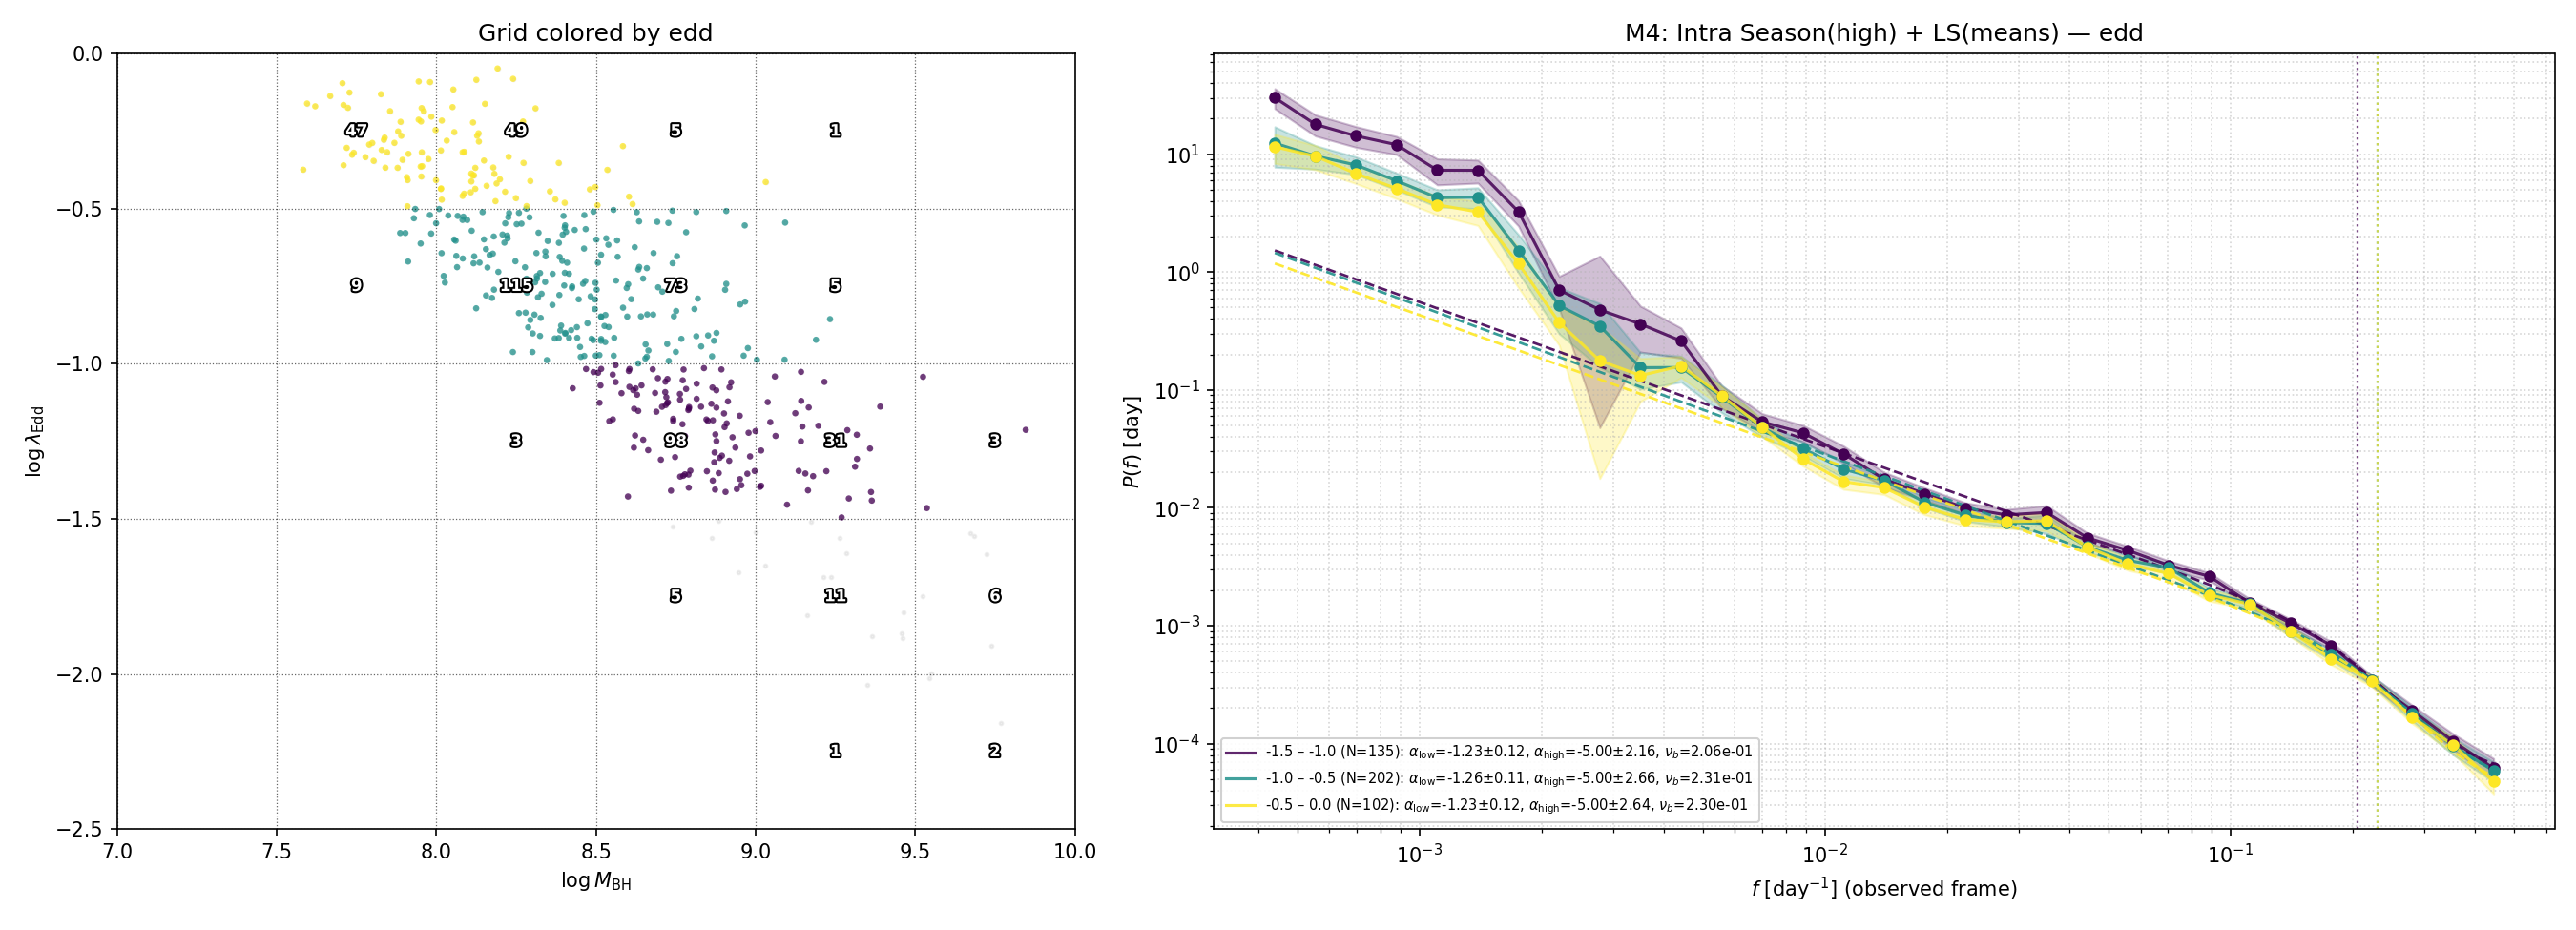 Grid colored by edd
0.0
−0.5
−1.0
−1.5
−2.0
−2.5
log λEdd
47 49 5 1
9 115 73 5
3 98 31 3
5 11 6
1 2
7.0 7.5 8.0 8.5 9.0 9.5 10.0
log MBH
M4: Intra Season(high) + LS(means) — edd
10¹
10⁰
10⁻¹
10⁻²
10⁻³
10⁻⁴
P(f) [day]
-1.5 – -1.0 (N=135): αlow=-1.23±0.12, αhigh=-5.00±2.16, νb=2.06e-01
-1.0 – -0.5 (N=202): αlow=-1.26±0.11, αhigh=-5.00±2.66, νb=2.31e-01
-0.5 – 0.0 (N=102): αlow=-1.23±0.12, αhigh=-5.00±2.64, νb=2.30e-01
10⁻³ 10⁻² 10⁻¹
f [day⁻¹] (observed frame)